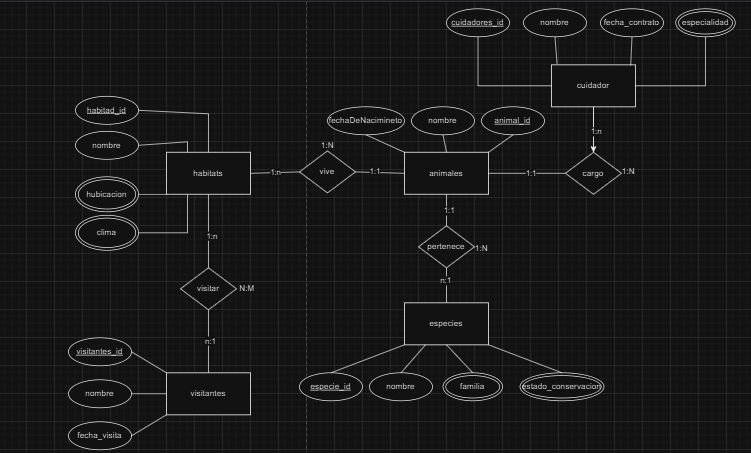 cuidadores_id
nombre
fecha_contrato
especialidad
cuidador
1:n
habitad_id
nombre
hubicacion
clima
habitats
fechaDeNacimineto
nombre
animal_id
1:n
1:N
vive
1:1
animales
1:1
cargo
1:N
1:1
pertenece
1:N
n:1
especies
especie_id
nombre
familia
estado_conservacion
1:n
visitar
N:M
n:1
visitantes_id
nombre
fecha_visita
visitantes